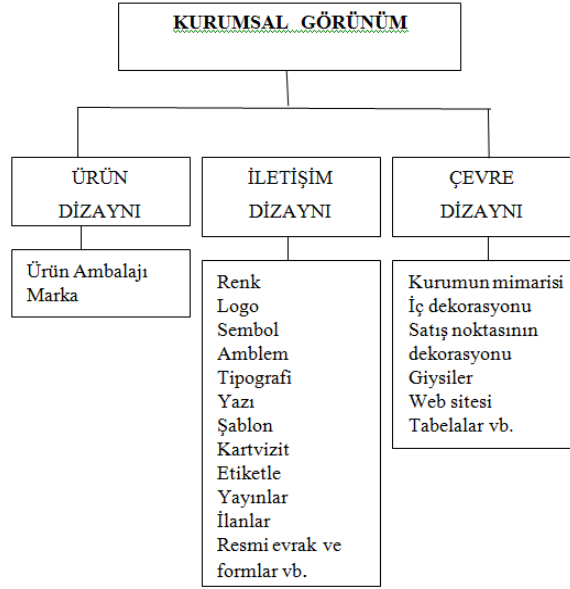 KURUMSAL GÖRÜNÜM
ÜRÜN
DİZAYNI
Ürün Ambalajı
Marka
İLETİŞİM
DİZAYNI
Renk
Logo
Sembol
Amblem
Tipografi
Yazı
Şablon
Kartvizit
Etiketle
Yayınlar
İlanlar
Resmi evrak ve
formlar vb.
ÇEVRE
DİZAYNI
Kurumun mimarisi
İç dekorasyonu
Satış noktasının
dekorasyonu
Giysiler
Web sitesi
Tabelalar vb.